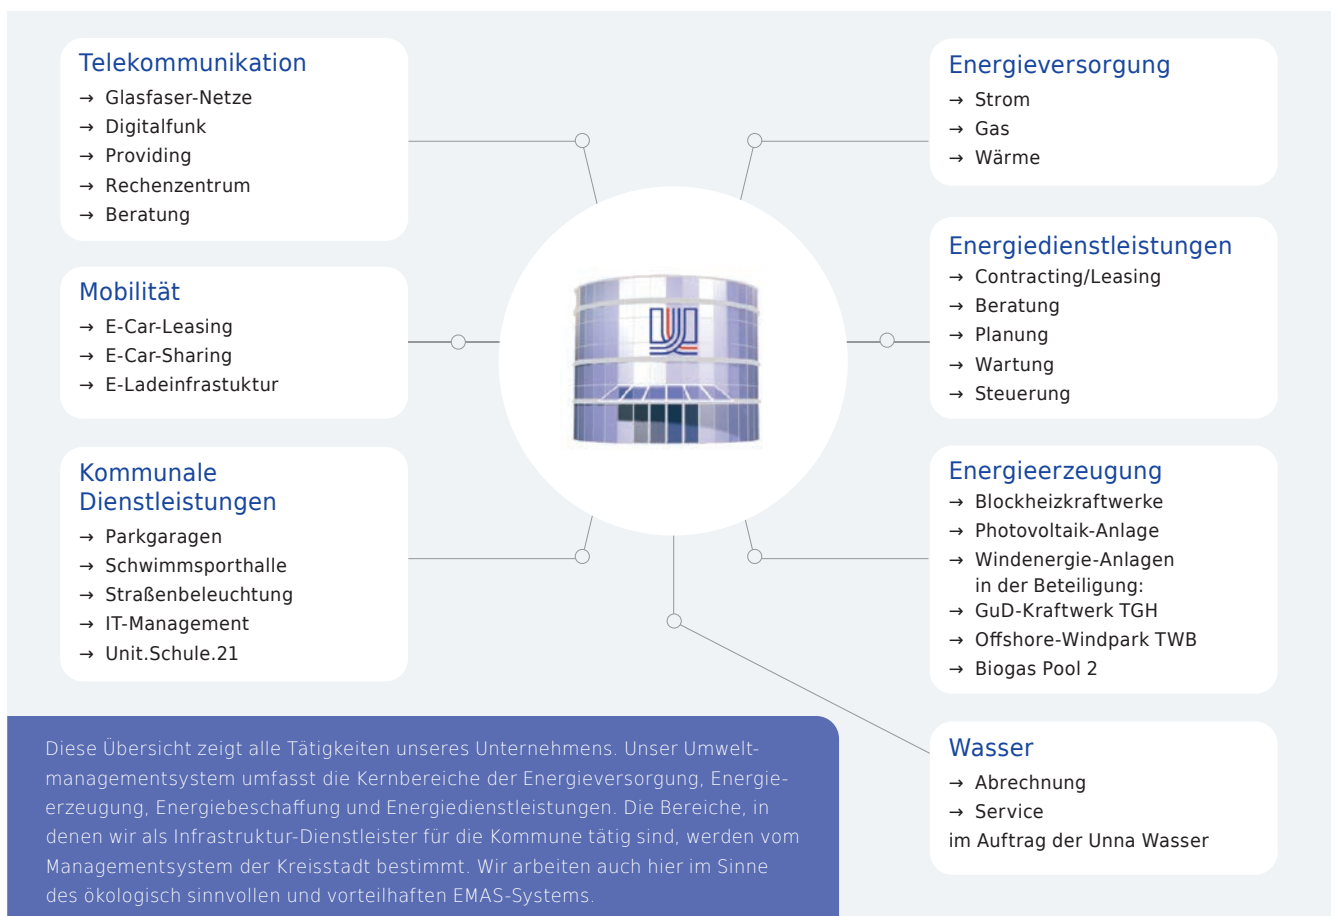 Telekommunikation
→ Glasfaser-Netze
→ Digitalfunk
→ Providing
→ Rechenzentrum
→ Beratung
Mobilität
→ E-Car-Leasing
→ E-Car-Sharing
→ E-Ladeinfrastuktur
Kommunale
Dienstleistungen
→ Parkgaragen
→ Schwimmsporthalle
→ Straßenbeleuchtung
→ IT-Management
→ Unit.Schule.21
Energieversorgung
→ Strom
→ Gas
→ Wärme
Energiedienstleistungen
→ Contracting/Leasing
→ Beratung
→ Planung
→ Wartung
→ Steuerung
Energieerzeugung
→ Blockheizkraftwerke
→ Photovoltaik-Anlage
→ Windenergie-Anlagen
in der Beteiligung:
→ GuD-Kraftwerk TGH
→ Offshore-Windpark TWB
→ Biogas Pool 2
Wasser
→ Abrechnung
→ Service
im Auftrag der Unna Wasser
Diese Übersicht zeigt alle Tätigkeiten unseres Unternehmens. Unser Umwelt-
managementsystem umfasst die Kernbereiche der Energieversorgung, Energie-
erzeugung, Energiebeschaffung und Energiedienstleistungen. Die Bereiche, in
denen wir als Infrastruktur-Dienstleister für die Kommune tätig sind, werden vom
Managementsystem der Kreisstadt bestimmt. Wir arbeiten auch hier im Sinne
des ökologisch sinnvollen und vorteilhaften EMAS-Systems.